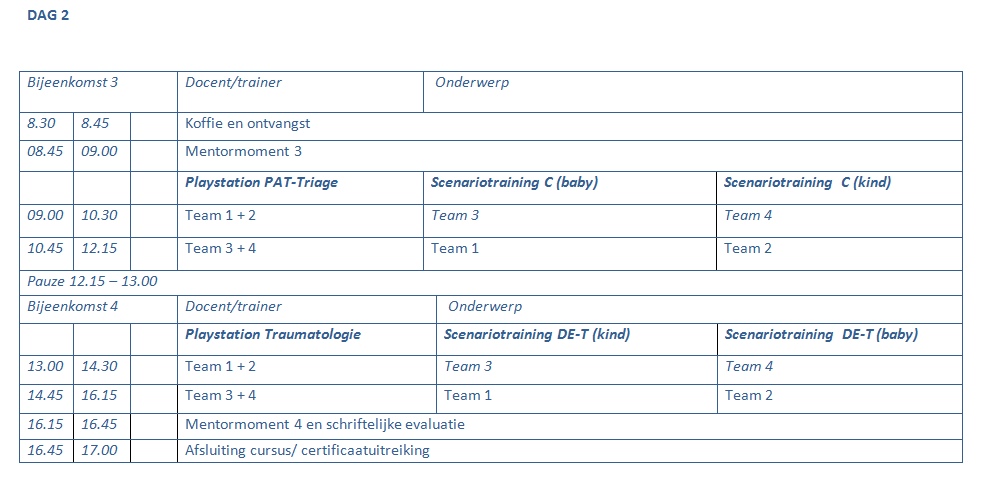 DAG 2
Bijeenkomst 3 Docent/trainer Onderwerp
8.30 8.45 Koffie en ontvangst
08.45 09.00 Mentormoment 3
Playstation PAT-Triage Scenariotraining C (baby) Scenariotraining C (kind)
09.00 10.30 Team 1 + 2 Team 3 Team 4
10.45 12.15 Team 3 + 4 Team 1 Team 2
Pauze 12.15 – 13.00
Bijeenkomst 4 Docent/trainer Onderwerp
Playstation Traumatologie Scenariotraining DE-T (kind) Scenariotraining DE-T (baby)
13.00 14.30 Team 1 + 2 Team 3 Team 4
14.45 16.15 Team 3 + 4 Team 1 Team 2
16.15 16.45 Mentormoment 4 en schriftelijke evaluatie
16.45 17.00 Afsluiting cursus/ certificaatuitreiking